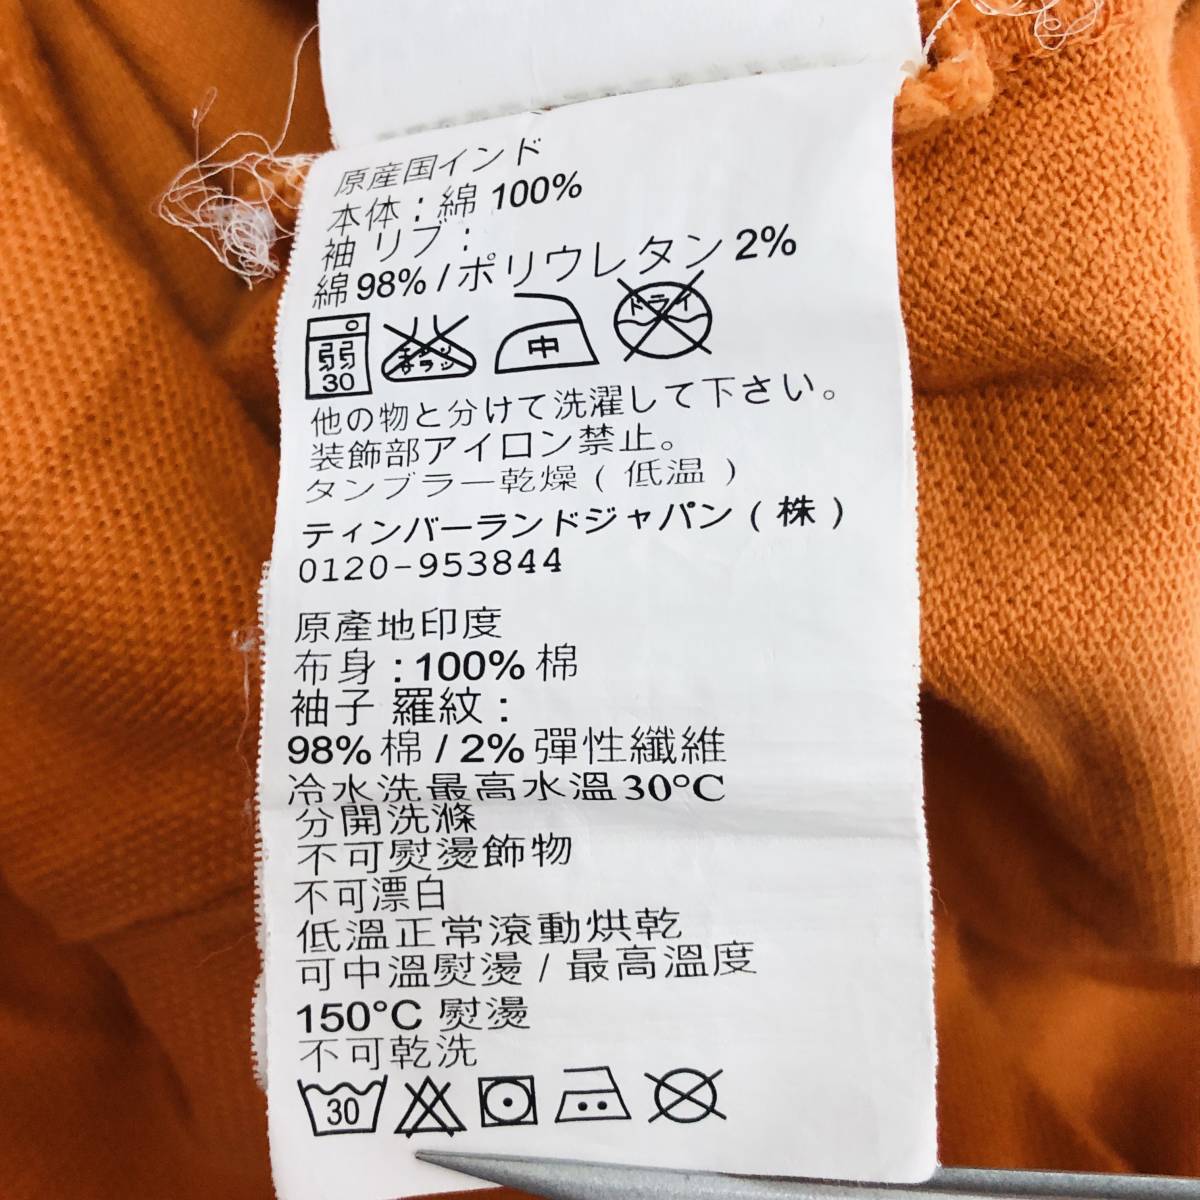 原産国インド
本体：綿 100%
袖 リブ：
綿 98% / ポリウレタン 2%
弱 30 エンソサラシ 中 ドライ
他の物と分けて洗濯して下さい。
装飾部アイロン禁止。
タンブラー乾燥 ( 低温 )
ティンバーランドジャパン ( 株 )
0120-953844
原產地印度
布身 : 100% 棉
袖子 羅紋 :
98% 棉 / 2% 彈性纖維
冷水洗最高水溫 30°C
分開洗滌
不可熨燙飾物
不可漂白
低溫正常滾動烘乾
可中溫熨燙 / 最高溫度
150°C 熨燙
不可乾洗
30